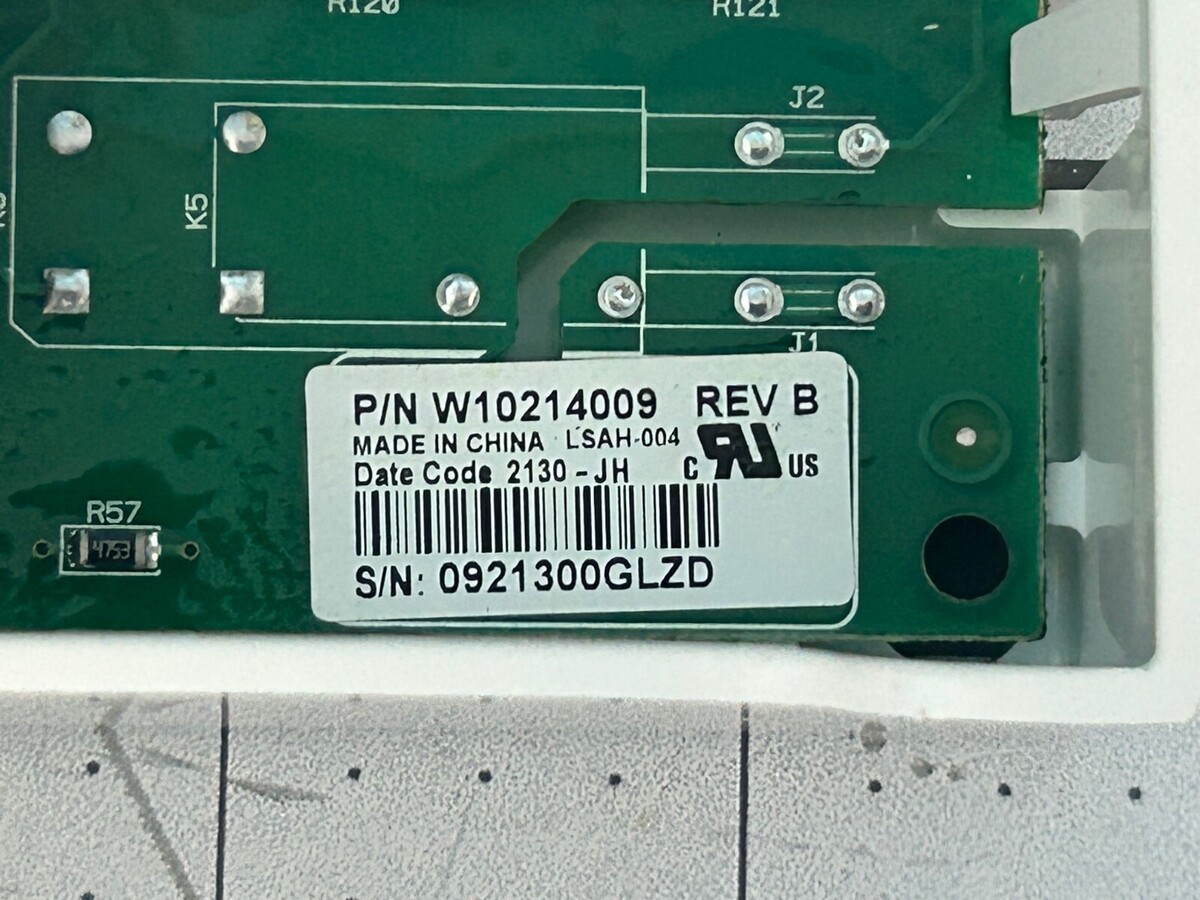 R120 R121
J2
K5
J1
P/N W10214009 REV B
MADE IN CHINA LSAH-004
Date Code 2130-JH C RU US
R57
4753
S/N: 0921300GLZD